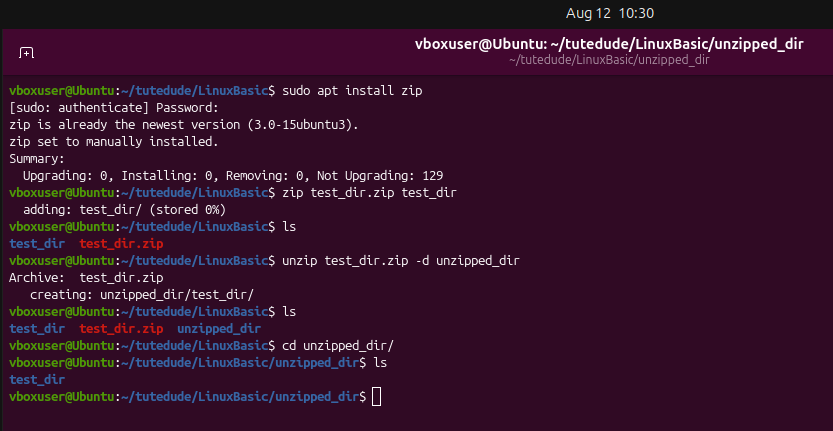 Aug 12 10:30
vboxuser@Ubuntu: ~/tutedude/LinuxBasic/unzipped_dir
~/tutedude/LinuxBasic/unzipped_dir
vboxuser@Ubuntu:~/tutedude/LinuxBasic$ sudo apt install zip
[sudo: authenticate] Password:
zip is already the newest version (3.0-15ubuntu3).
zip set to manually installed.
Summary:
  Upgrading: 0, Installing: 0, Removing: 0, Not Upgrading: 129
vboxuser@Ubuntu:~/tutedude/LinuxBasic$ zip test_dir.zip test_dir
  adding: test_dir/ (stored 0%)
vboxuser@Ubuntu:~/tutedude/LinuxBasic$ ls
test_dir  test_dir.zip
vboxuser@Ubuntu:~/tutedude/LinuxBasic$ unzip test_dir.zip -d unzipped_dir
Archive:  test_dir.zip
   creating: unzipped_dir/test_dir/
vboxuser@Ubuntu:~/tutedude/LinuxBasic$ ls
test_dir  test_dir.zip  unzipped_dir
vboxuser@Ubuntu:~/tutedude/LinuxBasic$ cd unzipped_dir/
vboxuser@Ubuntu:~/tutedude/LinuxBasic/unzipped_dir$ ls
test_dir
vboxuser@Ubuntu:~/tutedude/LinuxBasic/unzipped_dir$